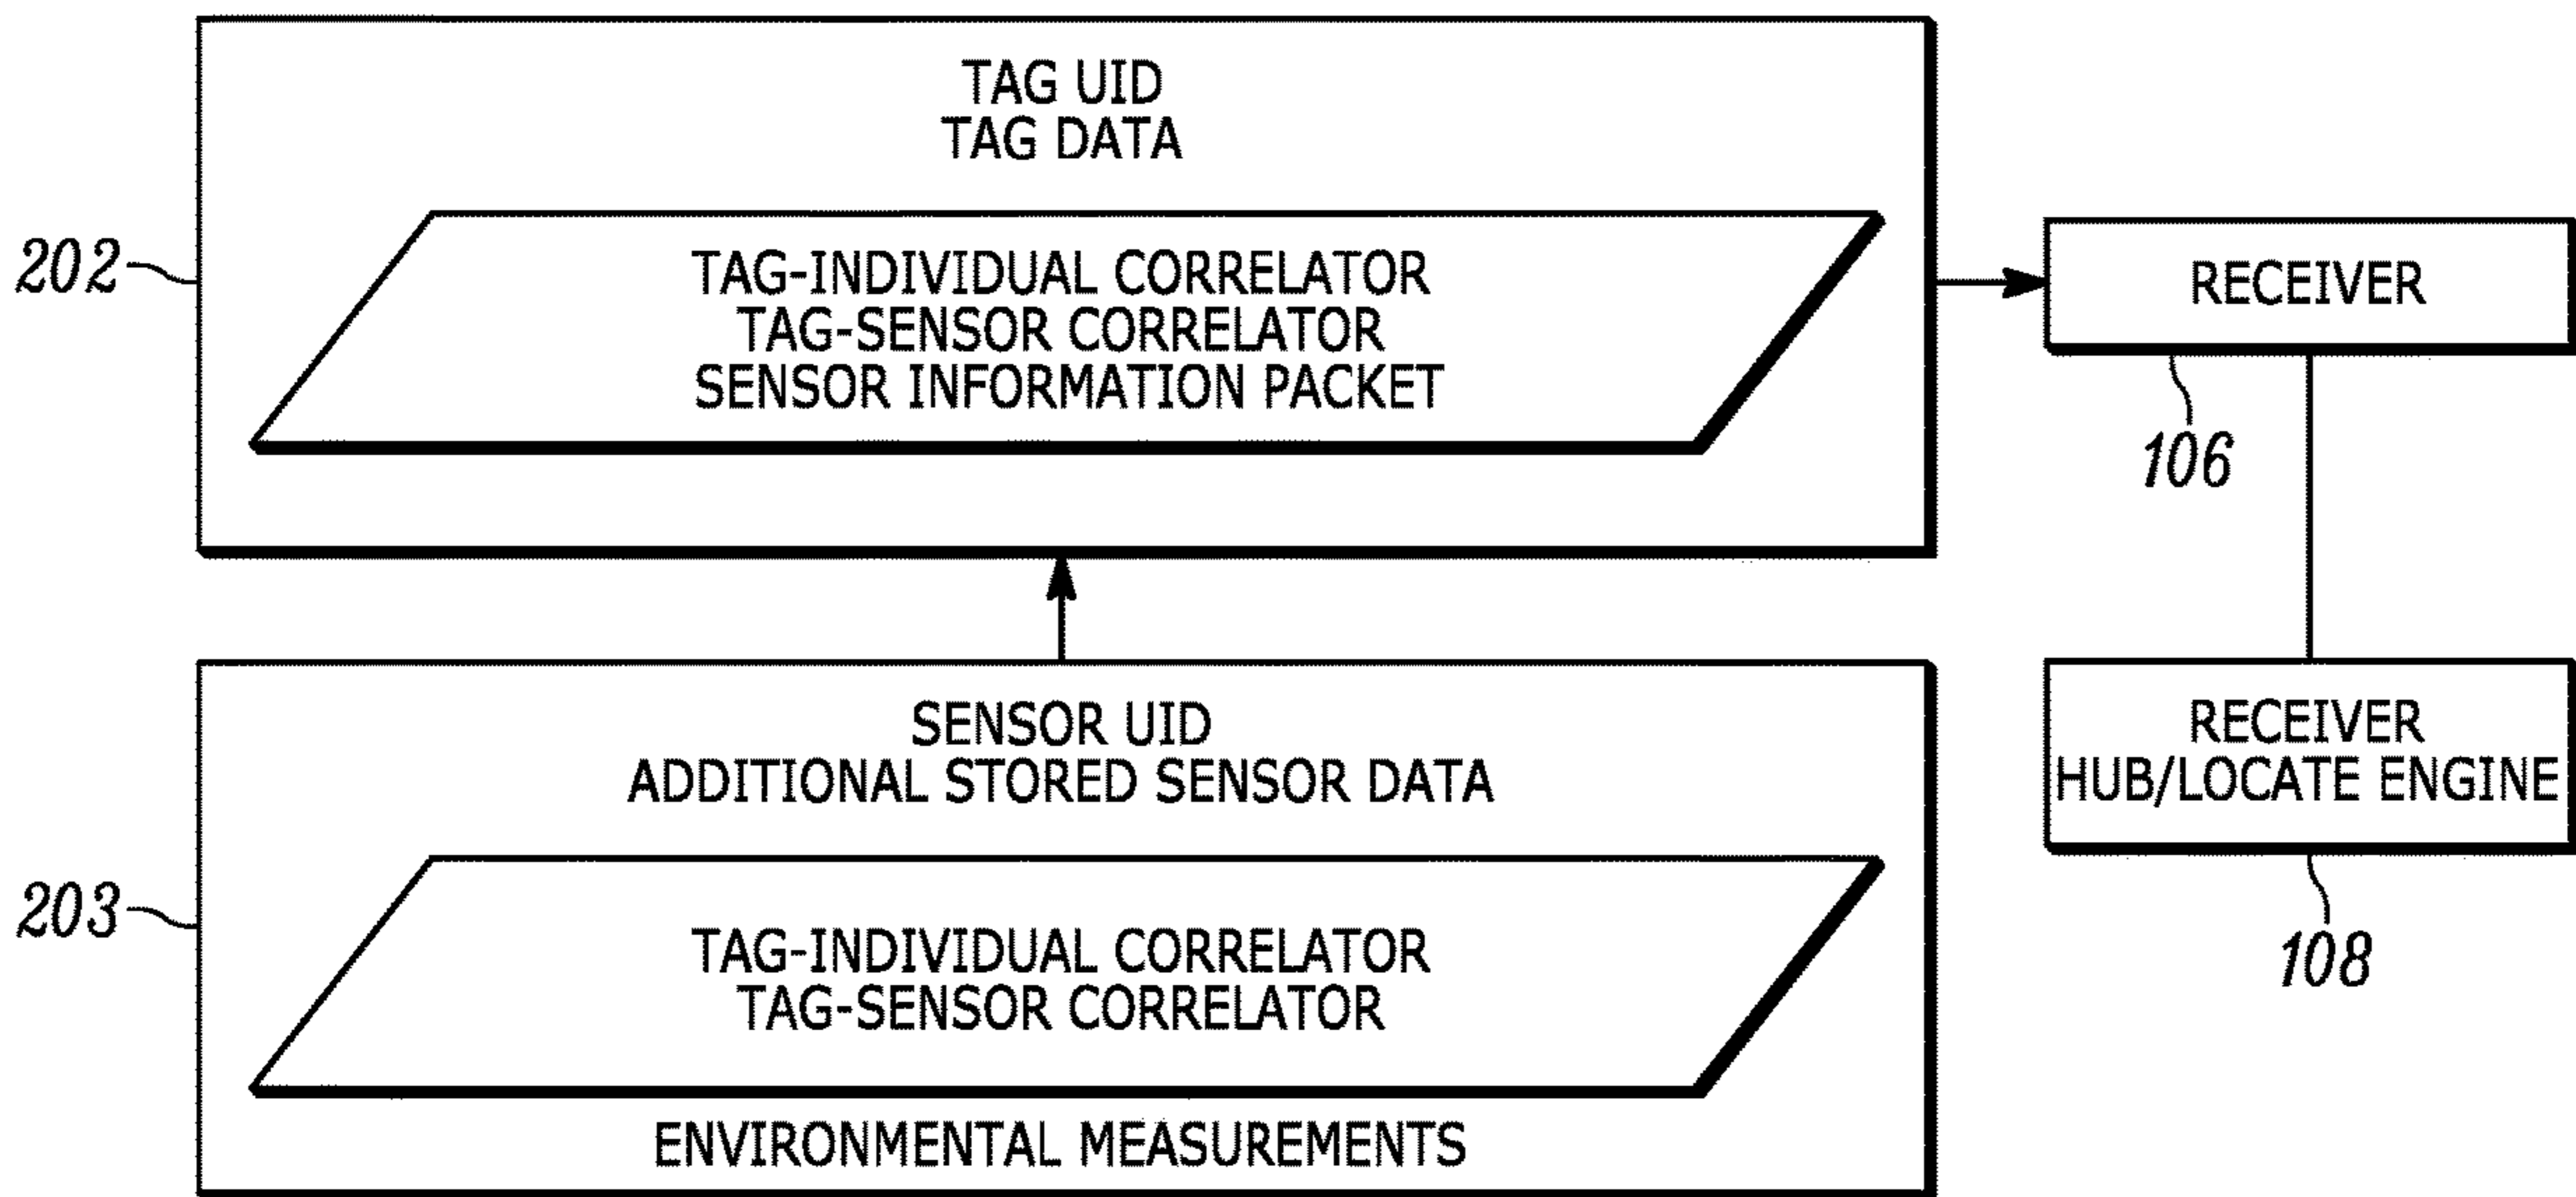 TAG UID
TAG DATA
TAG-INDIVIDUAL CORRELATOR
TAG-SENSOR CORRELATOR
SENSOR INFORMATION PACKET
202
RECEIVER
106
SENSOR UID
ADDITIONAL STORED SENSOR DATA
TAG-INDIVIDUAL CORRELATOR
TAG-SENSOR CORRELATOR
ENVIRONMENTAL MEASUREMENTS
203
RECEIVER
HUB/LOCATE ENGINE
108